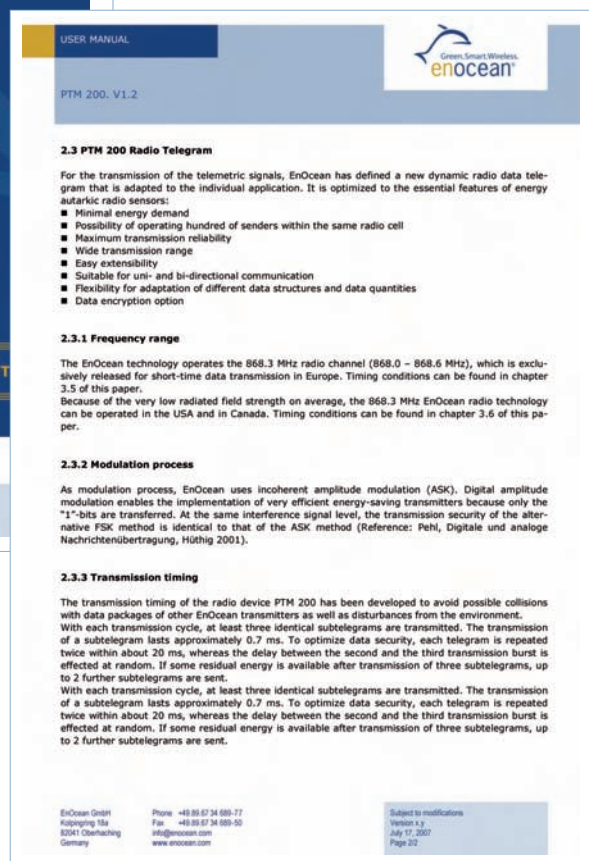 USER MANUAL
Green.Smart.Wireless.
enocean®
PTM 200. V1.2
2.3 PTM 200 Radio Telegram
For the transmission of the telemetric signals, EnOcean has defined a new dynamic radio data tele-
gram that is adapted to the individual application. It is optimized to the essential features of energy
autarkic radio sensors:
■ Minimal energy demand
■ Possibility of operating hundred of senders within the same radio cell
■ Maximum transmission reliability
■ Wide transmission range
■ Easy extensibility
■ Suitable for uni- and bi-directional communication
■ Flexibility for adaptation of different data structures and data quantities
■ Data encryption option
2.3.1 Frequency range
The EnOcean technology operates the 868.3 MHz radio channel (868.0 – 868.6 MHz), which is exclu-
sively released for short-time data transmission in Europe. Timing conditions can be found in chapter
3.5 of this paper.
Because of the very low radiated field strength on average, the 868.3 MHz EnOcean radio technology
can be operated in the USA and in Canada. Timing conditions can be found in chapter 3.6 of this pa-
per.
2.3.2 Modulation process
As modulation process, EnOcean uses incoherent amplitude modulation (ASK). Digital amplitude
modulation enables the implementation of very efficient energy-saving transmitters because only the
"1"-bits are transferred. At the same interference signal level, the transmission security of the alter-
native FSK method is identical to that of the ASK method (Reference: Pehl, Digitale und analoge
Nachrichtenübertragung, Hüthig 2001).
2.3.3 Transmission timing
The transmission timing of the radio device PTM 200 has been developed to avoid possible collisions
with data packages of other EnOcean transmitters as well as disturbances from the environment.
With each transmission cycle, at least three identical subtelegrams are transmitted. The transmission
of a subtelegram lasts approximately 0.7 ms. To optimize data security, each telegram is repeated
twice within about 20 ms, whereas the delay between the second and the third transmission burst is
effected at random. If some residual energy is available after transmission of three subtelegrams, up
to 2 further subtelegrams are sent.
With each transmission cycle, at least three identical subtelegrams are transmitted. The transmission
of a subtelegram lasts approximately 0.7 ms. To optimize data security, each telegram is repeated
twice within about 20 ms, whereas the delay between the second and the third transmission burst is
effected at random. If some residual energy is available after transmission of three subtelegrams, up
to 2 further subtelegrams are sent.
EnOcean GmbH
Kolpingring 18a
82041 Oberhaching
Germany
Phone +49.89.67 34 689-77
Fax +49.89.67 34 689-50
info@enocean.com
www.enocean.com
Subject to modifications
Version x.y
July 17, 2007
Page 2/2
T